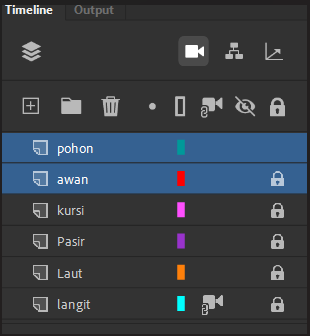 Timeline
Output
pohon
awan
kursi
Pasir
Laut
langit